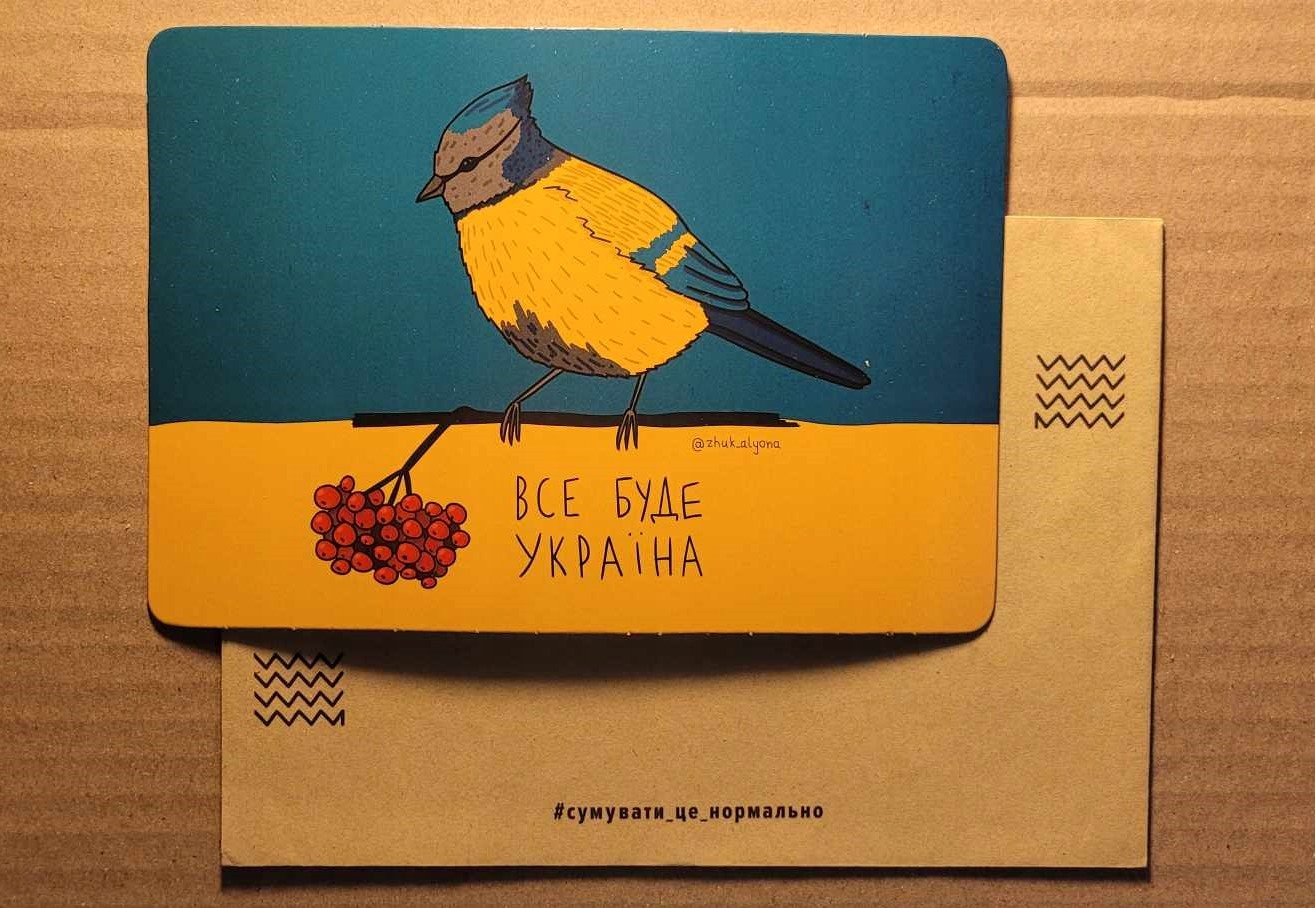 @zhuk_alyona
ВСЕ БУДЕ
УКРАЇНА
#сумувати_це_нормально